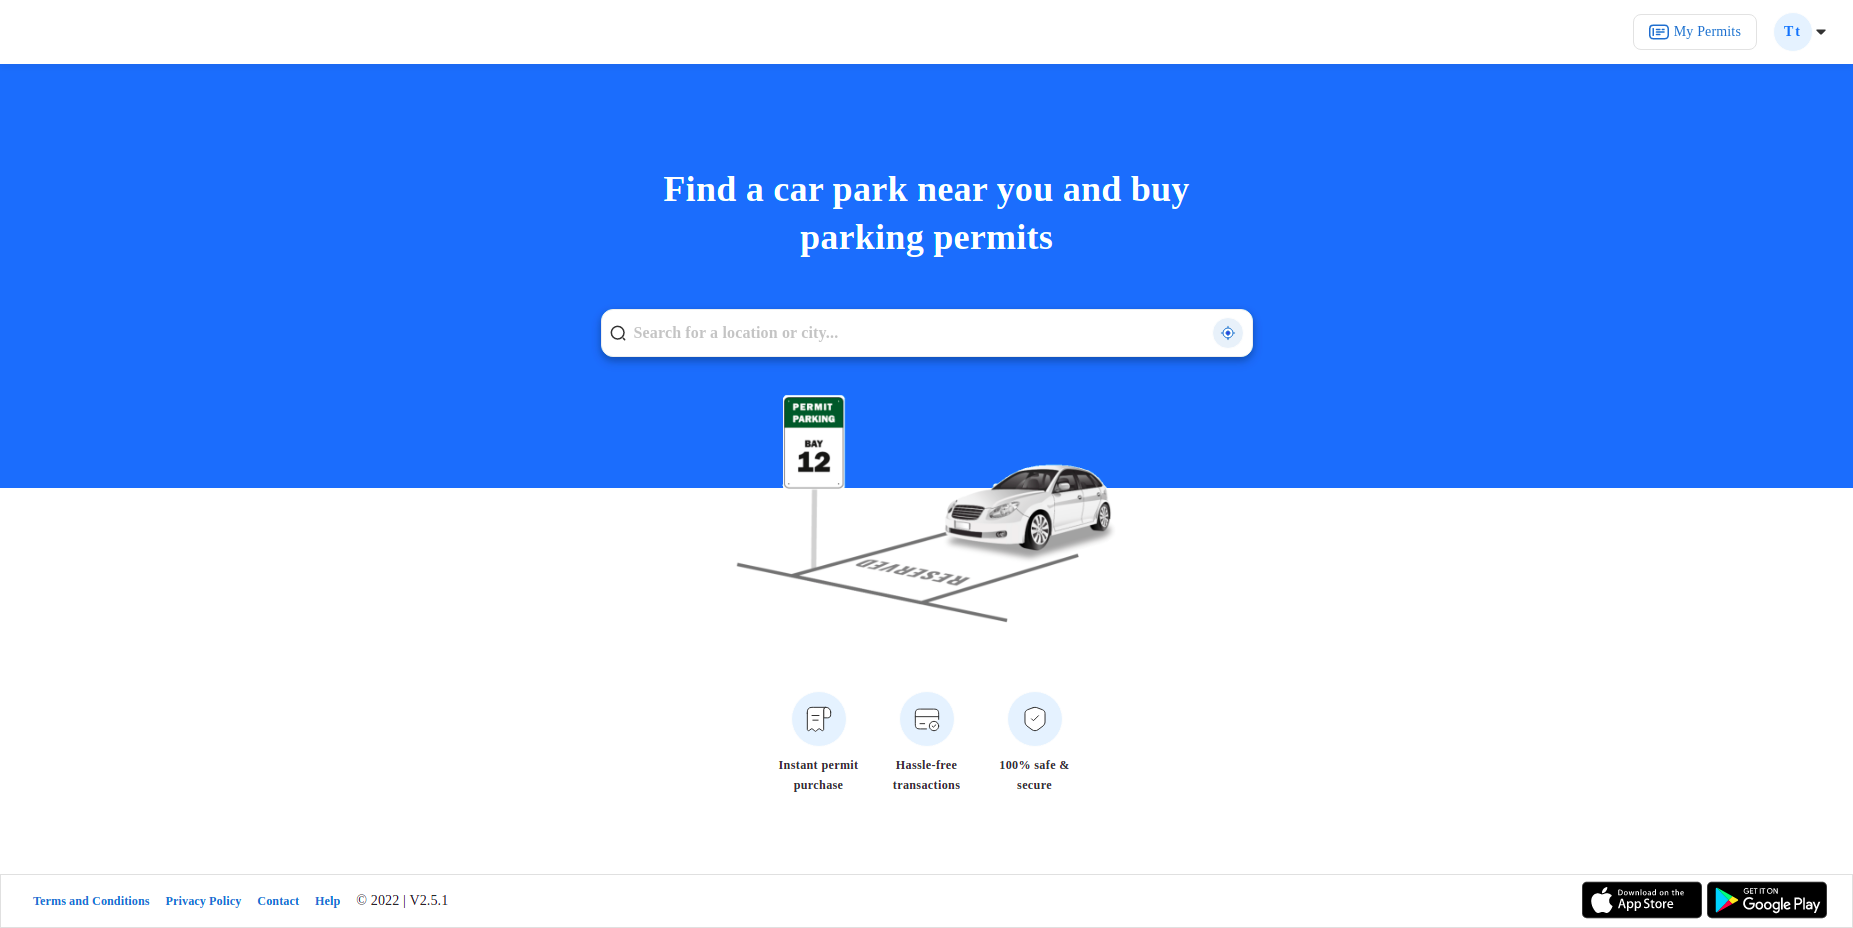 My Permits
Tt
Find a car park near you and buy
parking permits
Search for a location or city...
PERMIT
PARKING
BAY
12
RESERVED
Instant permit
purchase
Hassle-free
transactions
100% safe &
secure
Terms and Conditions Privacy Policy Contact Help © 2022 | V2.5.1
Download on the
App Store
GET IT ON
Google Play